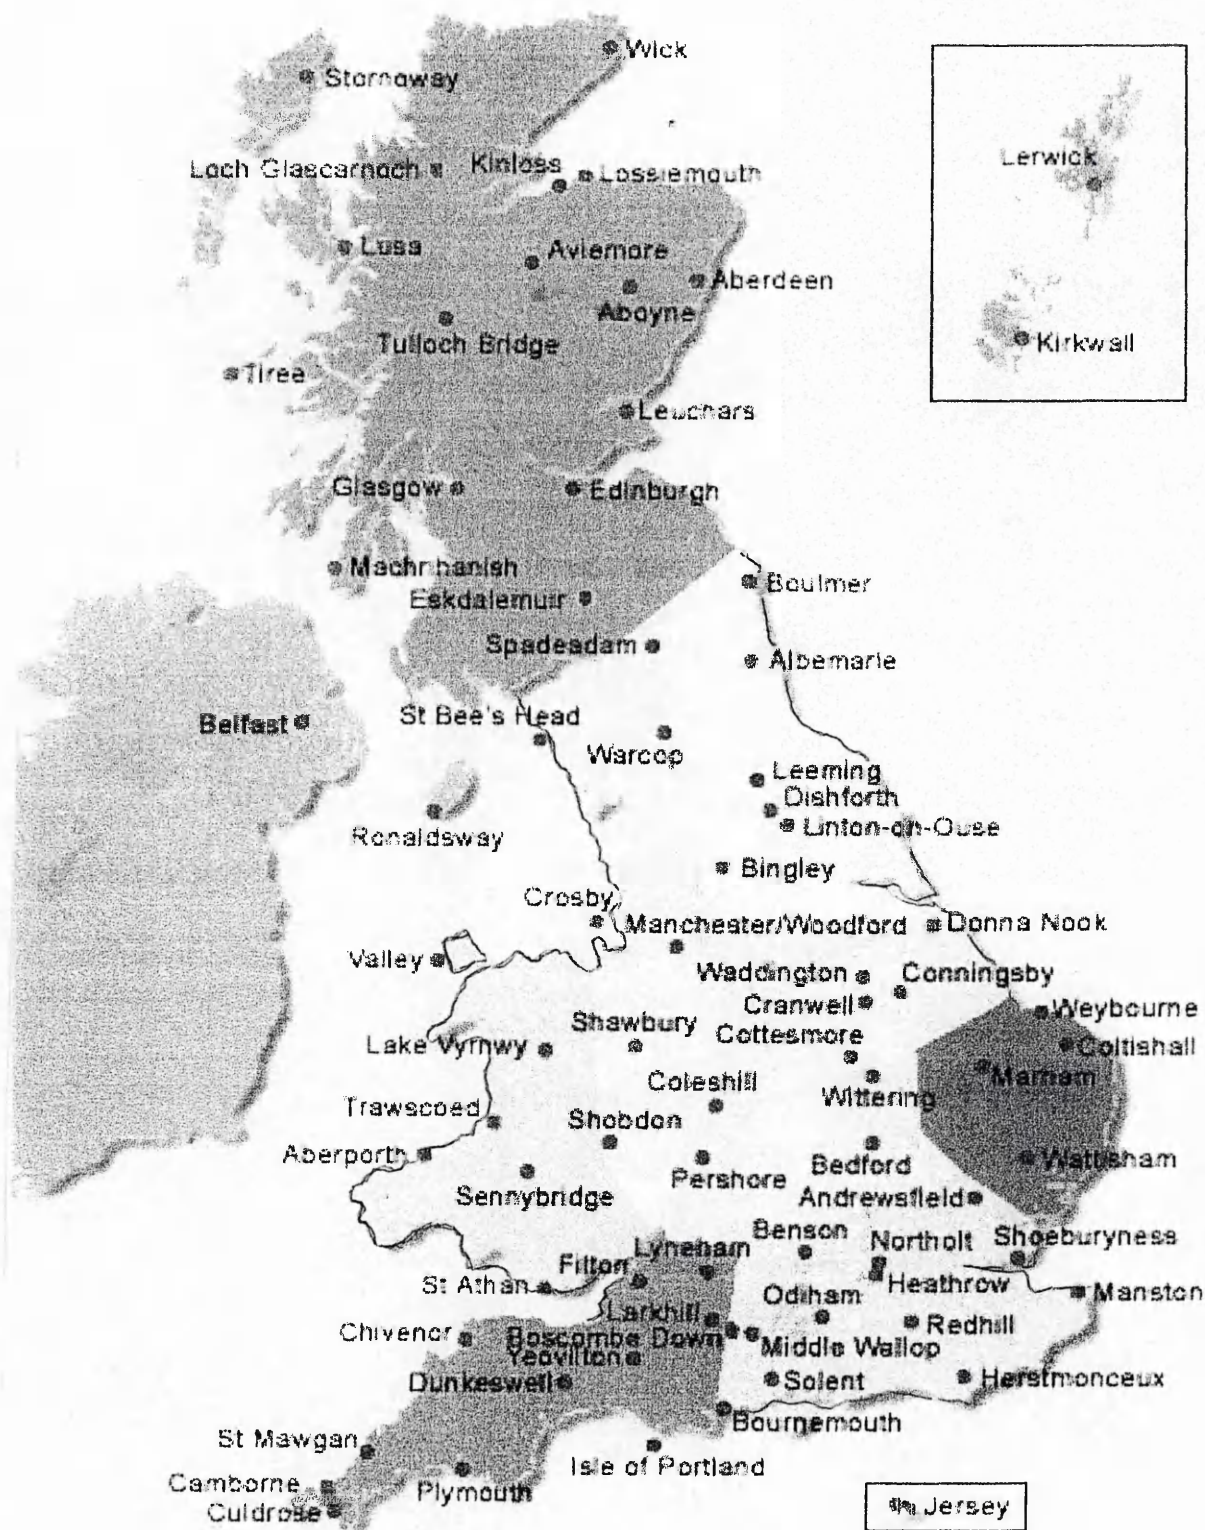 Wick
Stornaway
Loch Glascarnoch
Kinloss
Lossiemouth
Lerwick
Lusa
Aviemore
Aberdeen
Aboyne
Kirkwall
Tulloch Bridge
Tiree
Leuchars
Glasgow
Edinburgh
Machrihanish
Boulmer
Eskdalemuir
Spadeadam
Albemarle
Belfast
St Bee's Head
Warcop
Leeming
Dishforth
Linton-on-Ouse
Ronaldsway
Bingley
Crosby
Manchester/Woodford
Donna Nook
Valley
Waddington
Conningsby
Cranwell
Weybourne
Shawbury
Cottesmore
Lake Vyrnwy
Coltishall
Marham
Coleshill
Wittering
Trawscoed
Shobdon
Aberporth
Bedford
Wattisham
Pershore
Sennybridge
Andrewsfield
Benson
Northolt
Shoeburyness
Lyneham
Filton
St Athan
Heathrow
Manston
Odiham
Larkhill
Redhill
Chivenor
Boscombe Down
Middle Wallop
Yeovilton
Dunkeswell
Solent
Herstmonceux
Bournemouth
St Mawgan
Isle of Portland
Camborne
Plymouth
Culdrose
Jersey